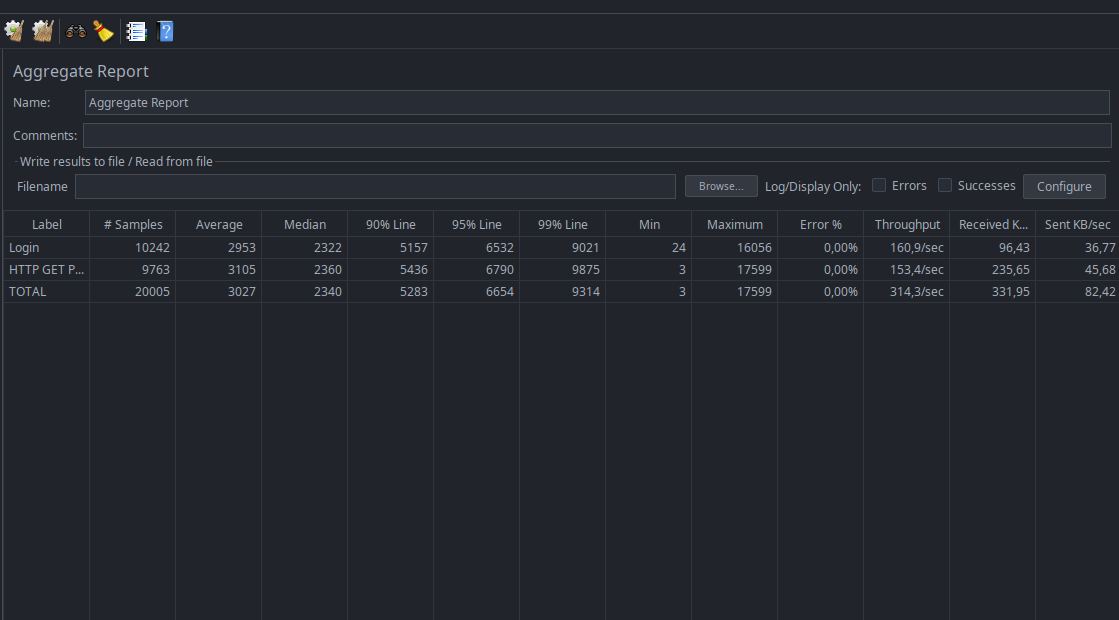 Aggregate Report
Name: Aggregate Report
Comments:
Write results to file / Read from file
Filename Browse... Log/Display Only: Errors Successes Configure
Label # Samples Average Median 90% Line 95% Line 99% Line Min Maximum Error % Throughput Received K... Sent KB/sec
Login 10242 2953 2322 5157 6532 9021 24 16056 0,00% 160,9/sec 96,43 36,77
HTTP GET P... 9763 3105 2360 5436 6790 9875 3 17599 0,00% 153,4/sec 235,65 45,68
TOTAL 20005 3027 2340 5283 6654 9314 3 17599 0,00% 314,3/sec 331,95 82,42